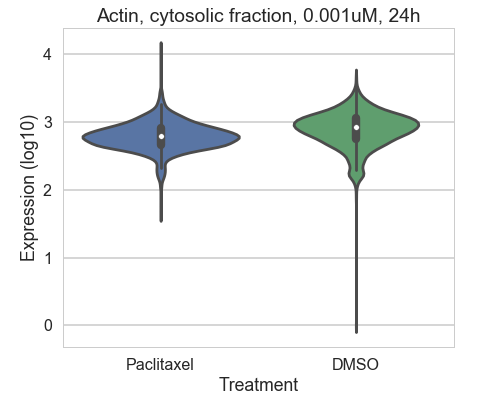 Actin, cytosolic fraction, 0.001uM, 24h
Expression (log10)
4
3
2
1
0
Paclitaxel DMSO
Treatment